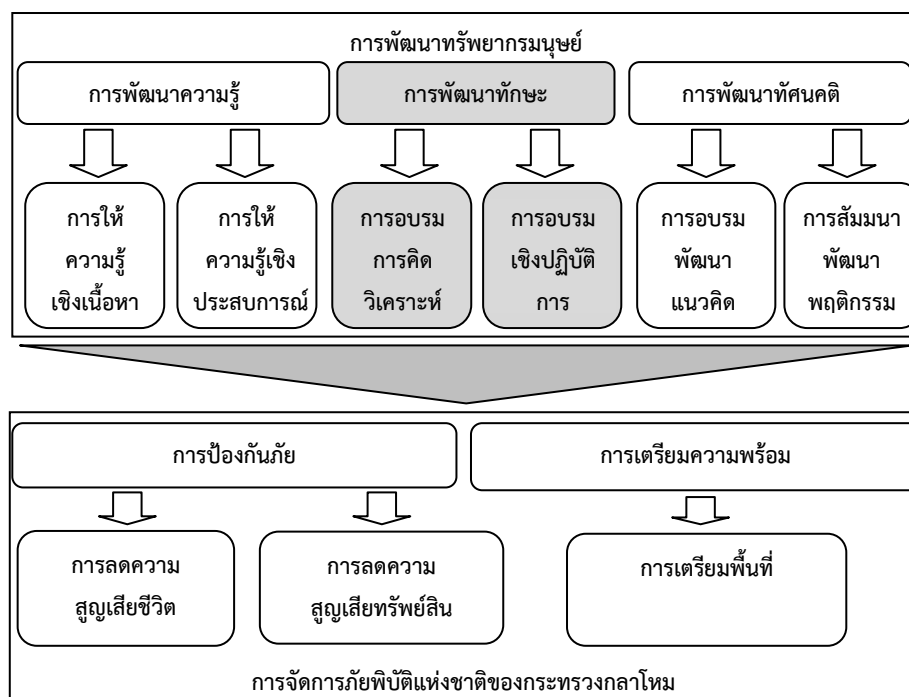 การพัฒนาทรัพยากรมนุษย์
การพัฒนาความรู้
การพัฒนาทักษะ
การพัฒนาทัศนคติ
การให้
ความรู้
เชิงเนื้อหา
การให้
ความรู้เชิง
ประสบการณ์
การอบรม
การคิด
วิเคราะห์
การอบรม
เชิงปฏิบัติ
การ
การอบรม
พัฒนา
แนวคิด
การสัมมนา
พัฒนา
พฤติกรรม
การป้องกันภัย
การเตรียมความพร้อม
การลดความ
สูญเสียชีวิต
การลดความ
สูญเสียทรัพย์สิน
การเตรียมพื้นที่
การจัดการภัยพิบัติแห่งชาติของกระทรวงกลาโหม